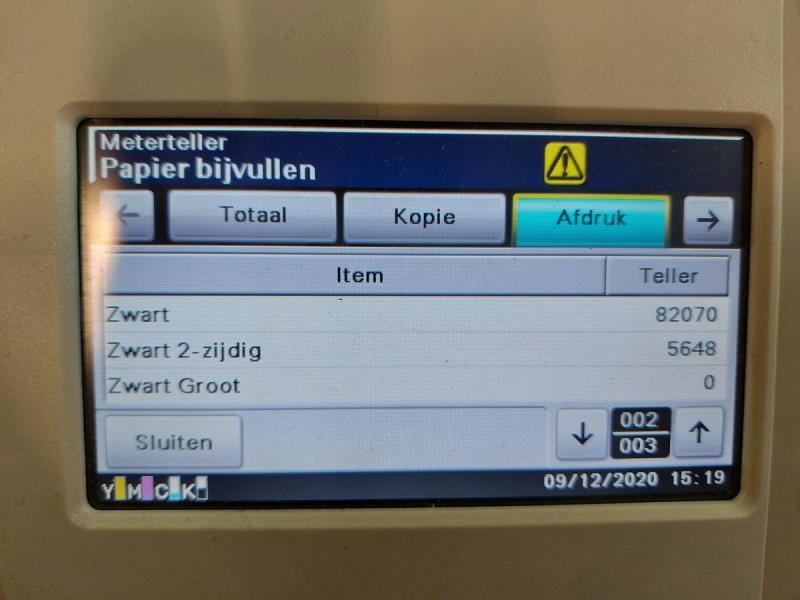 Meterteller
Papier bijvullen
← Totaal Kopie Afdruk →
Item Teller
Zwart 82070
Zwart 2-zijdig 5648
Zwart Groot 0
Sluiten ↓ 002 ↑
003
Y M C K 09/12/2020 15:19